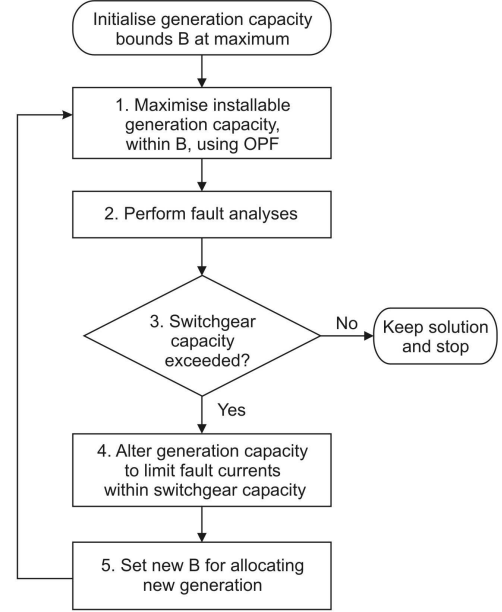 Initialise generation capacity
bounds B at maximum
1. Maximise installable
generation capacity,
within B, using OPF
2. Perform fault analyses
3. Switchgear
capacity
exceeded?
No
Keep solution
and stop
Yes
4. Alter generation capacity
to limit fault currents
within switchgear capacity
5. Set new B for allocating
new generation